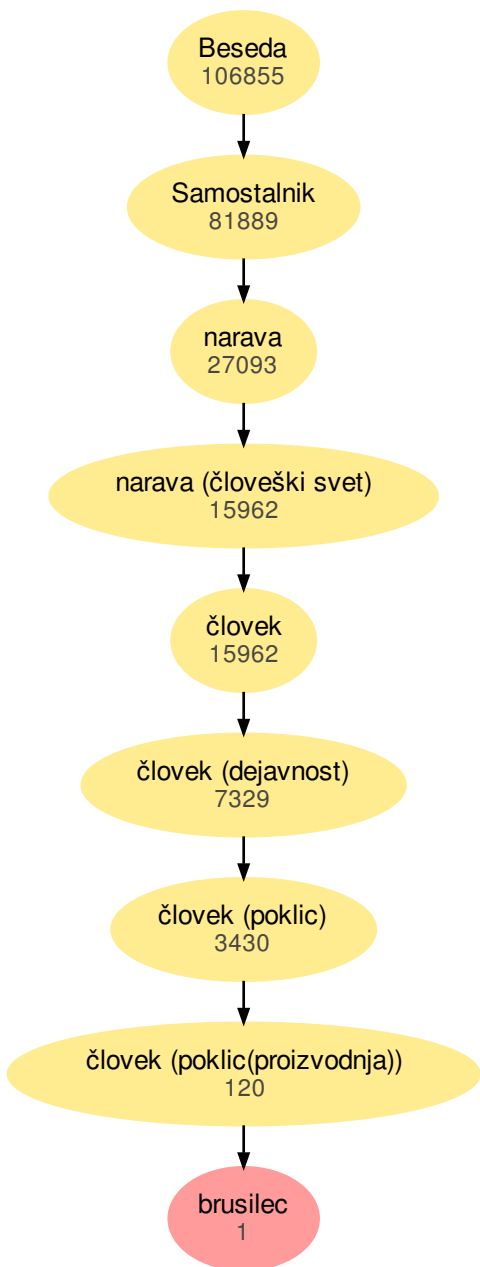 Beseda
106855
Samostalnik
81889
narava
27093
narava (človeški svet)
15962
človek
15962
človek (dejavnost)
7329
človek (poklic)
3430
človek (poklic(proizvodnja))
120
brusilec
1